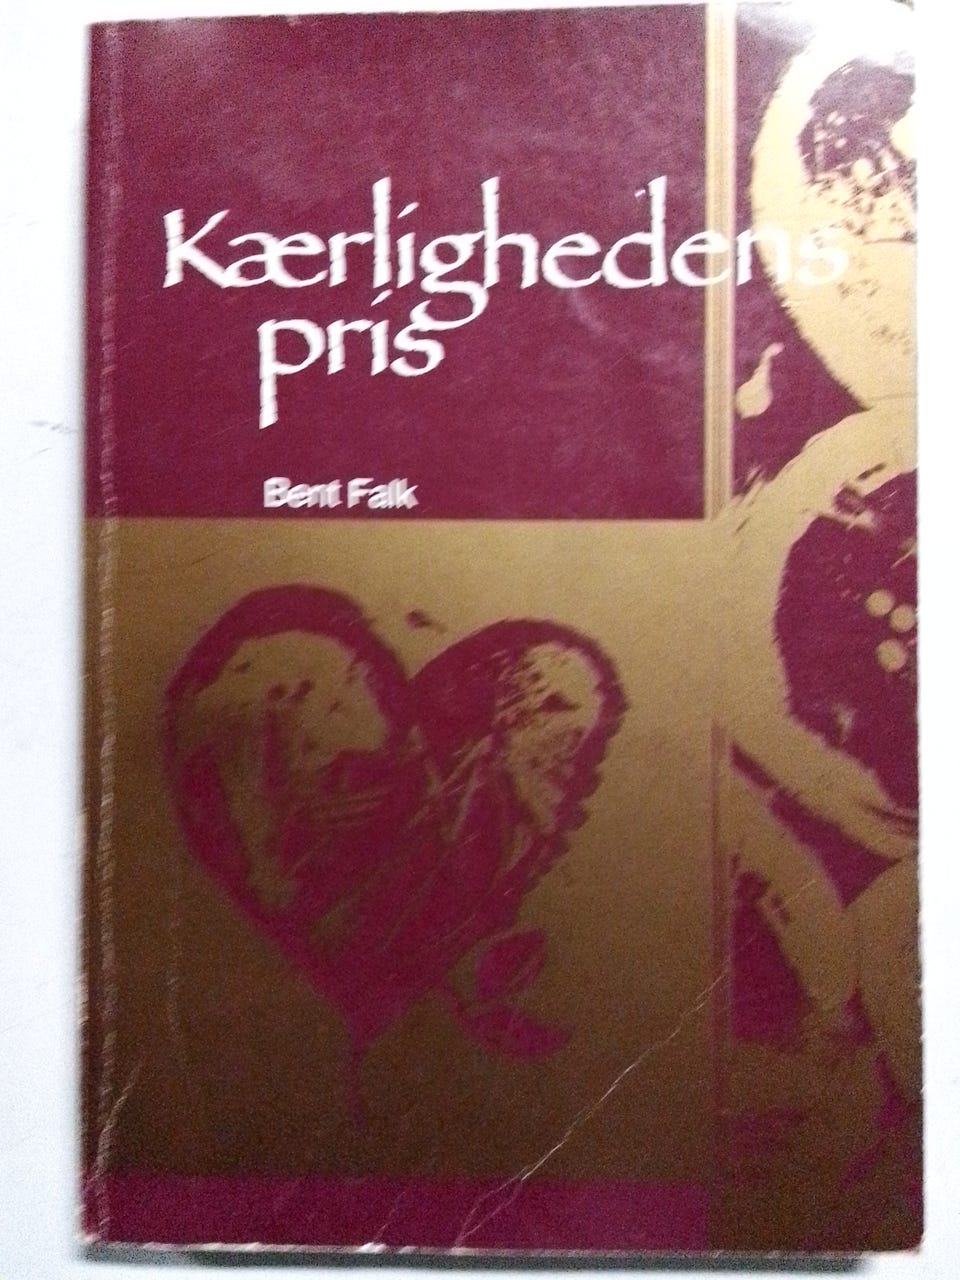 Kærlighedens
pris
Bent Falk